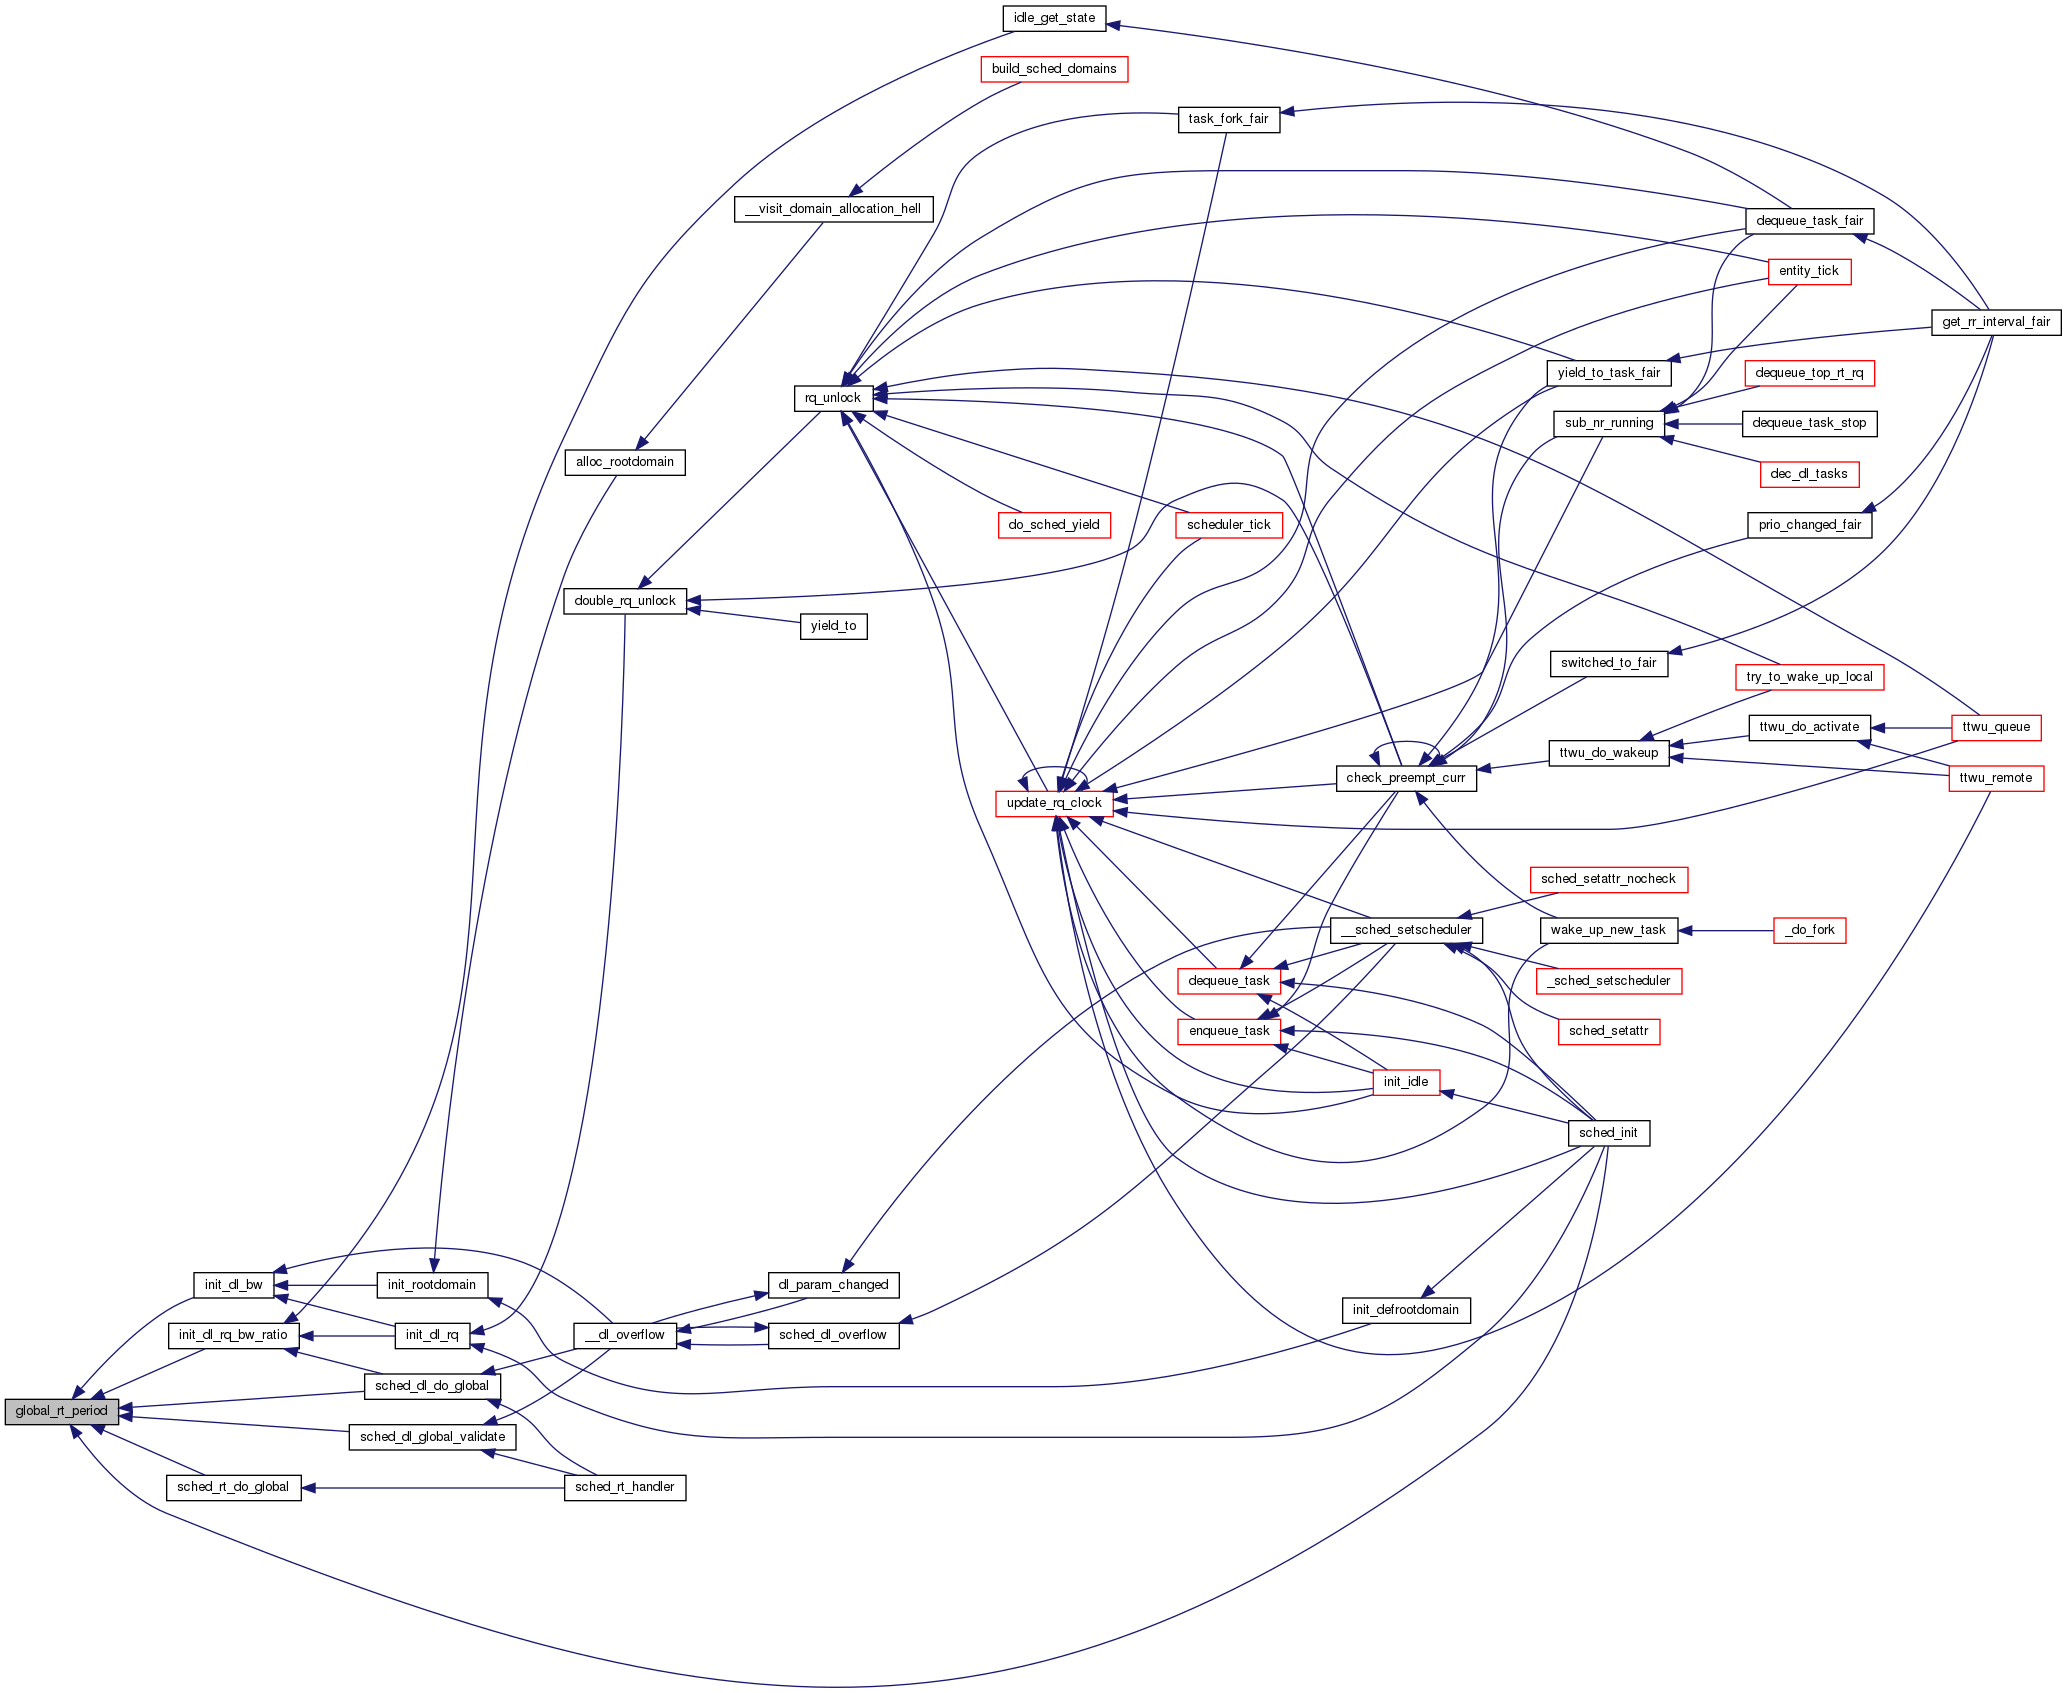 idle_get_state
build_sched_domains
task_fork_fair
__visit_domain_allocation_hell
dequeue_task_fair
entity_tick
get_rr_interval_fair
yield_to_task_fair
dequeue_top_rt_rq
rq_unlock
sub_nr_running
dequeue_task_stop
alloc_rootdomain
dec_dl_tasks
do_sched_yield
scheduler_tick
prio_changed_fair
double_rq_unlock
yield_to
switched_to_fair
try_to_wake_up_local
ttwu_do_activate
ttwu_queue
ttwu_do_wakeup
check_preempt_curr
ttwu_remote
update_rq_clock
sched_setattr_nocheck
__sched_setscheduler
wake_up_new_task
_do_fork
dequeue_task
_sched_setscheduler
enqueue_task
sched_setattr
init_idle
sched_init
init_dl_bw
init_rootdomain
dl_param_changed
init_defrootdomain
init_dl_rq_bw_ratio
init_dl_rq
__dl_overflow
sched_dl_overflow
sched_dl_do_global
global_rt_period
sched_dl_global_validate
sched_rt_do_global
sched_rt_handler